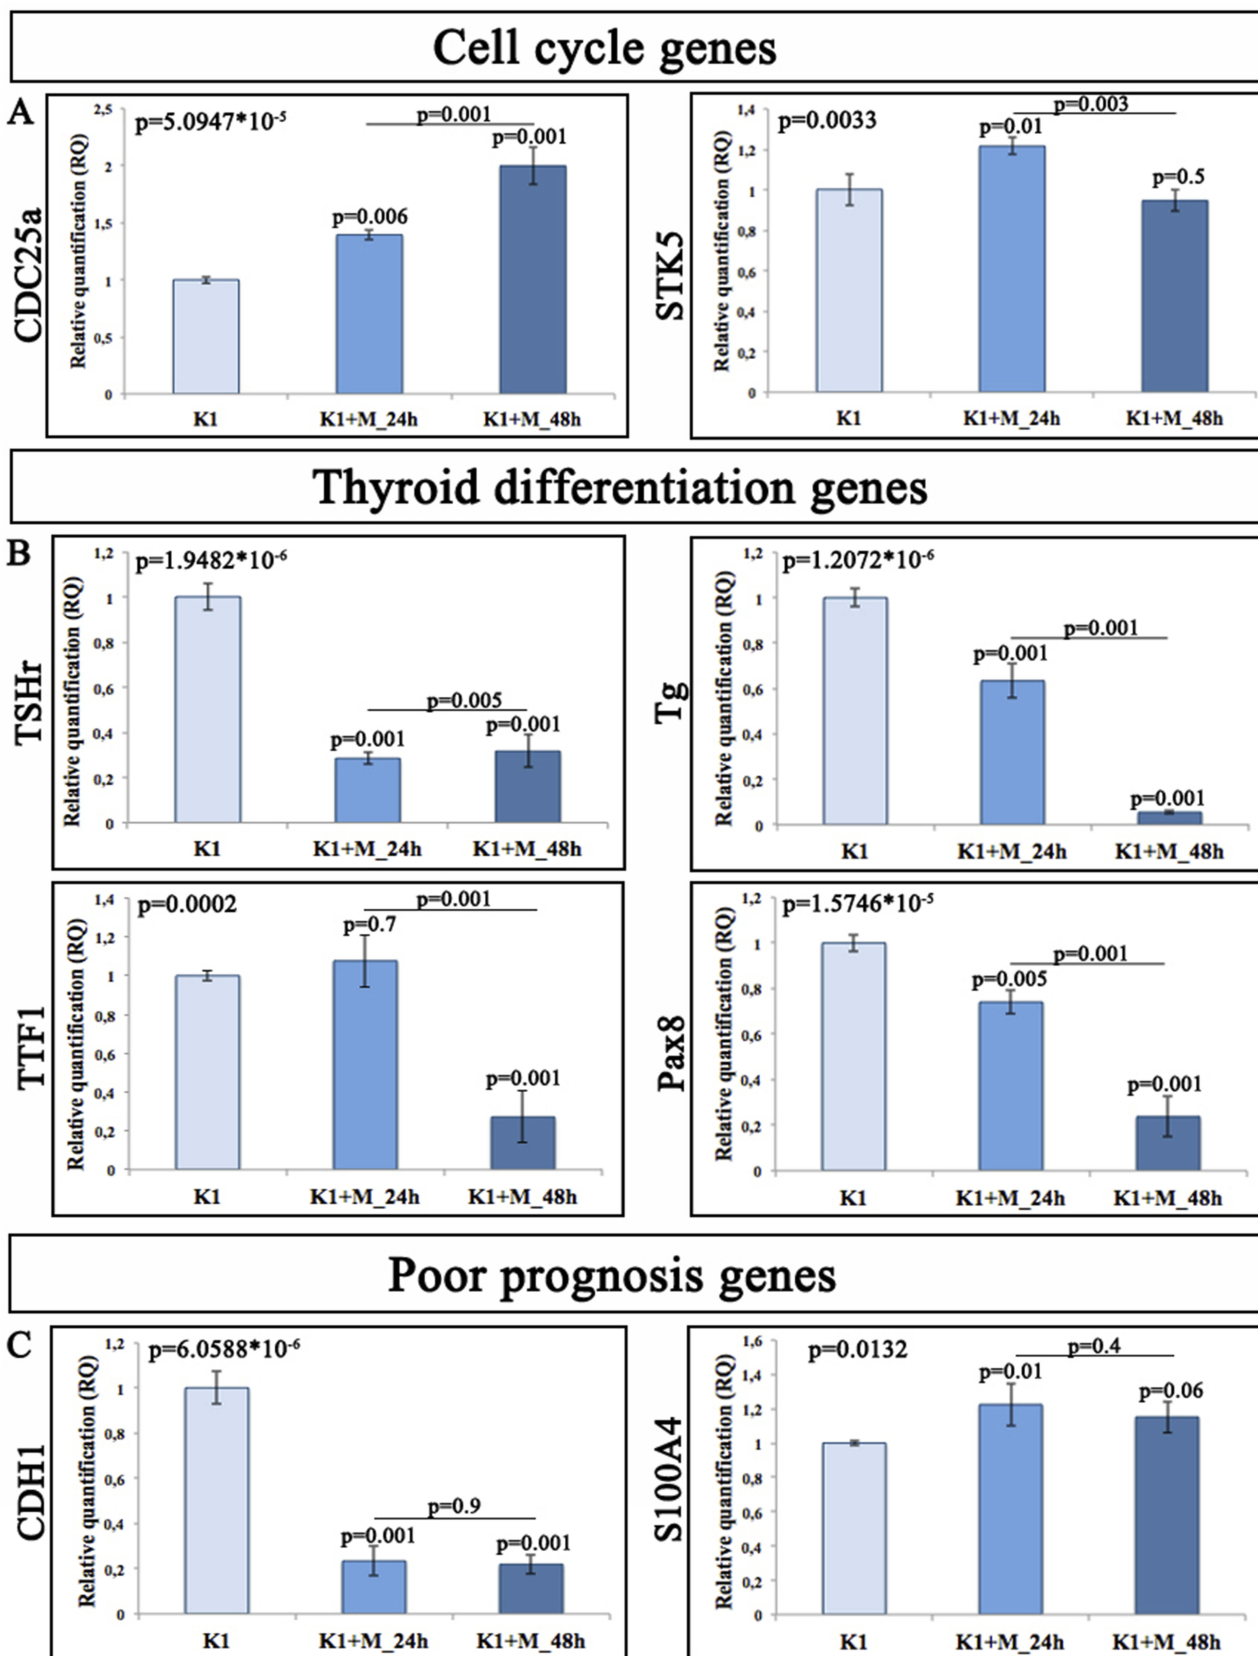 Cell cycle genes
A
CDC25a
Relative quantification (RQ)
2,5
2
1,5
1
0,5
0
p=5.0947*10-5
p=0.001
p=0.001
p=0.006
K1
K1+M_24h
K1+M_48h
STK5
Relative quantification (RQ)
1,4
1,2
1
0,8
0,6
0,4
0,2
0
p=0.0033
p=0.003
p=0.01
p=0.5
K1
K1+M_24h
K1+M_48h
Thyroid differentiation genes
B
TSHr
Relative quantification (RQ)
1,2
1
0,8
0,6
0,4
0,2
0
p=1.9482*10-6
p=0.005
p=0.001
p=0.001
K1
K1+M_24h
K1+M_48h
Tg
Relative quantification (RQ)
1,2
1
0,8
0,6
0,4
0,2
0
p=1.2072*10-6
p=0.001
p=0.001
p=0.001
K1
K1+M_24h
K1+M_48h
TTF1
Relative quantification (RQ)
1,4
1,2
1
0,8
0,6
0,4
0,2
0
p=0.0002
p=0.001
p=0.7
p=0.001
K1
K1+M_24h
K1+M_48h
Pax8
Relative quantification (RQ)
1,2
1
0,8
0,6
0,4
0,2
0
p=1.5746*10-5
p=0.001
p=0.005
p=0.001
K1
K1+M_24h
K1+M_48h
Poor prognosis genes
C
CDH1
Relative quantification (RQ)
1,2
1
0,8
0,6
0,4
0,2
0
p=6.0588*10-6
p=0.9
p=0.001
p=0.001
K1
K1+M_24h
K1+M_48h
S100A4
Relative quantification (RQ)
1,6
1,4
1,2
1
0,8
0,6
0,4
0,2
0
p=0.0132
p=0.4
p=0.01
p=0.06
K1
K1+M_24h
K1+M_48h